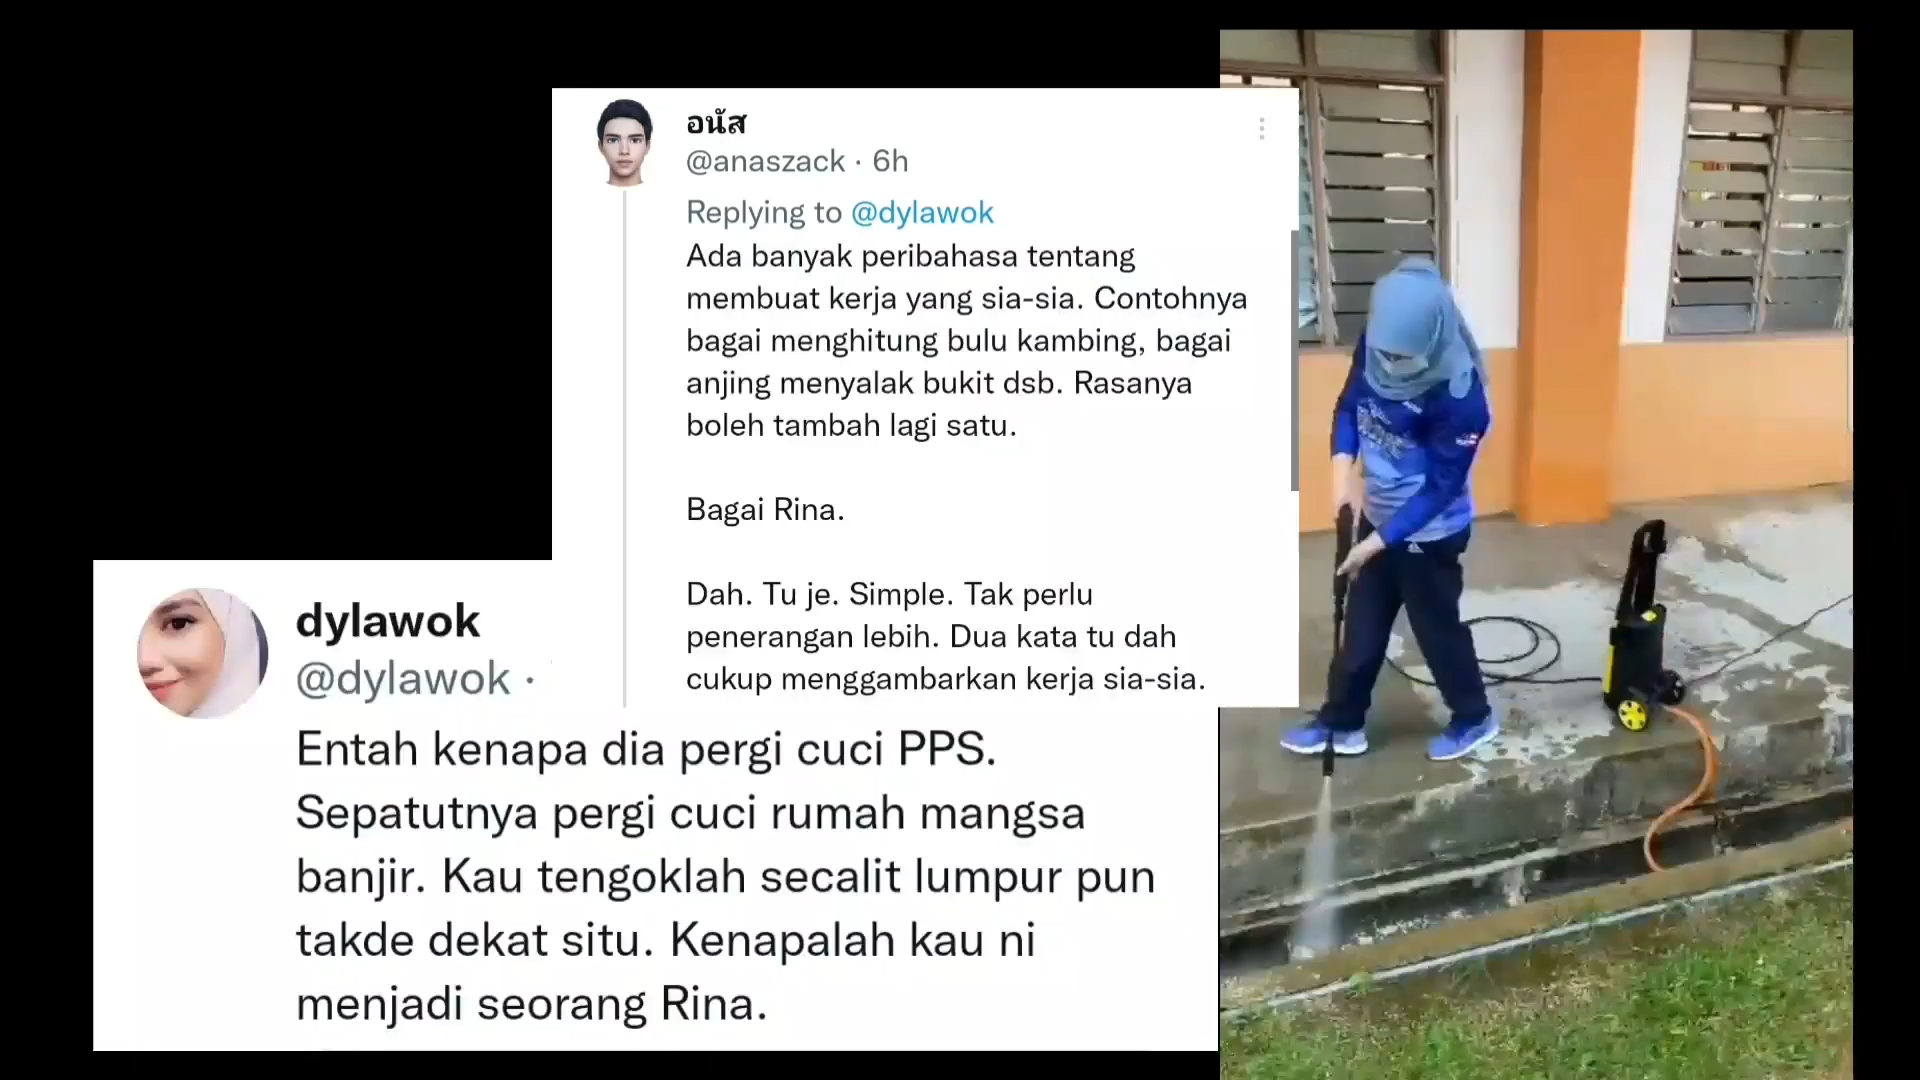 อนัส
@anaszack · 6h
Replying to @dylawok
Ada banyak peribahasa tentang
membuat kerja yang sia-sia. Contohnya
bagai menghitung bulu kambing, bagai
anjing menyalak bukit dsb. Rasanya
boleh tambah lagi satu.
Bagai Rina.
Dah. Tu je. Simple. Tak perlu
penerangan lebih. Dua kata tu dah
cukup menggambarkan kerja sia-sia.
dylawok
@dylawok ·
Entah kenapa dia pergi cuci PPS.
Sepatutnya pergi cuci rumah mangsa
banjir. Kau tengoklah secalit lumpur pun
takde dekat situ. Kenapalah kau ni
menjadi seorang Rina.